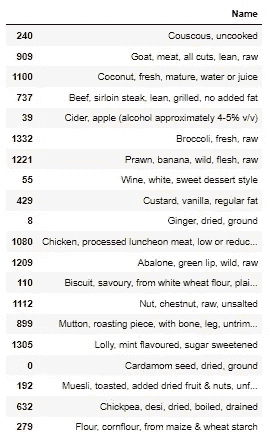 Name
240 Couscous, uncooked
909 Goat, meat, all cuts, lean, raw
1100 Coconut, fresh, mature, water or juice
737 Beef, sirloin steak, lean, grilled, no added fat
39 Cider, apple (alcohol approximately 4-5% v/v)
1332 Broccoli, fresh, raw
1221 Prawn, banana, wild, flesh, raw
55 Wine, white, sweet dessert style
429 Custard, vanilla, regular fat
8 Ginger, dried, ground
1080 Chicken, processed luncheon meat, low or reduc...
1209 Abalone, green lip, wild, raw
110 Biscuit, savoury, from white wheat flour, plai...
1112 Nut, chestnut, raw, unsalted
899 Mutton, roasting piece, with bone, leg, untrim...
1305 Lolly, mint flavoured, sugar sweetened
0 Cardamom seed, dried, ground
192 Muesli, toasted, added dried fruit & nuts, unf...
632 Chickpea, desi, dried, boiled, drained
279 Flour, cornflour, from maize & wheat starch